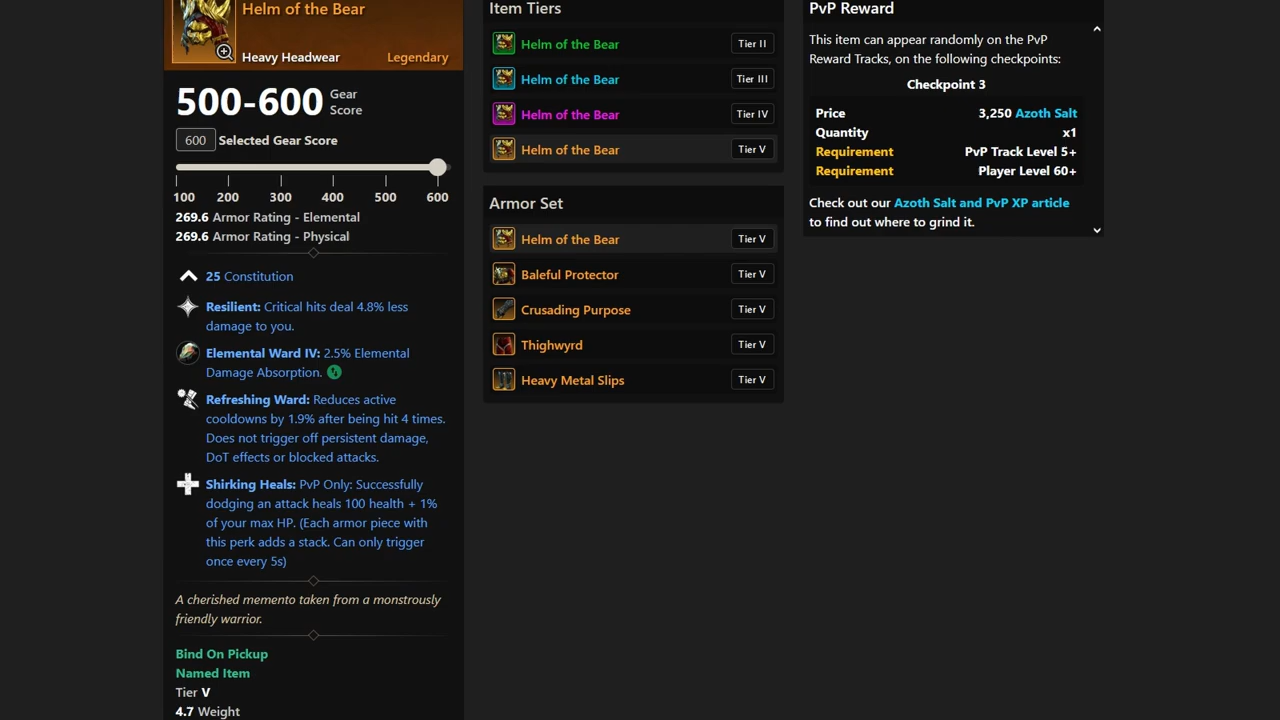 Helm of the Bear
Heavy Headwear Legendary
500-600 Gear Score
600 Selected Gear Score
100 200 300 400 500 600
269.6 Armor Rating - Elemental
269.6 Armor Rating - Physical
25 Constitution
Resilient: Critical hits deal 4.8% less
damage to you.
Elemental Ward IV: 2.5% Elemental
Damage Absorption.
Refreshing Ward: Reduces active
cooldowns by 1.9% after being hit 4 times.
Does not trigger off persistent damage,
DoT effects or blocked attacks.
Shirking Heals: PvP Only: Successfully
dodging an attack heals 100 health + 1%
of your max HP. (Each armor piece with
this perk adds a stack. Can only trigger
once every 5s)
A cherished memento taken from a monstrously
friendly warrior.
Bind On Pickup
Named Item
Tier V
4.7 Weight
Item Tiers
Helm of the Bear Tier II
Helm of the Bear Tier III
Helm of the Bear Tier IV
Helm of the Bear Tier V
Armor Set
Helm of the Bear Tier V
Baleful Protector Tier V
Crusading Purpose Tier V
Thighwyrd Tier V
Heavy Metal Slips Tier V
PvP Reward
This item can appear randomly on the PvP
Reward Tracks, on the following checkpoints:
Checkpoint 3
Price 3,250 Azoth Salt
Quantity x1
Requirement PvP Track Level 5+
Requirement Player Level 60+
Check out our Azoth Salt and PvP XP article
to find out where to grind it.